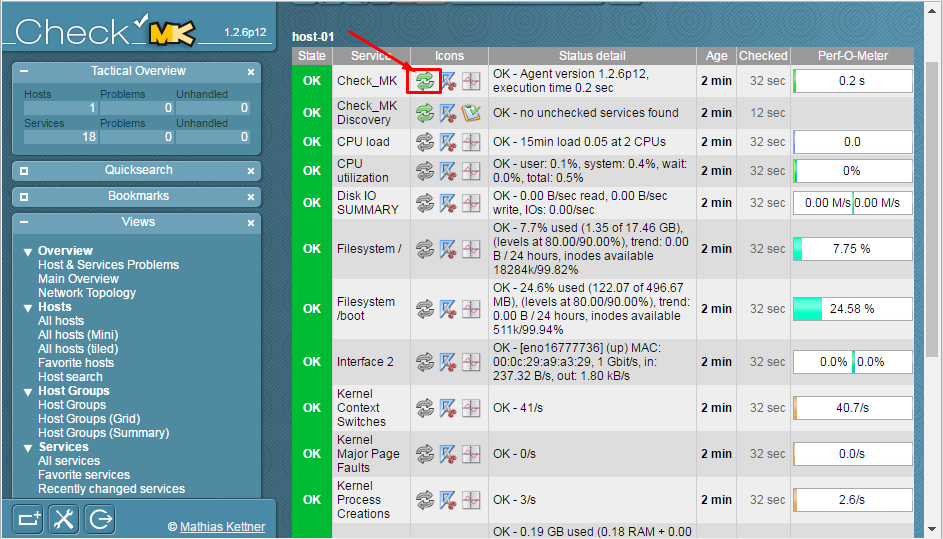 Check MK
1.2.6p12
Tactical Overview
Hosts Problems Unhandled
1 0 0
Services Problems Unhandled
18 0 0
Quicksearch
Bookmarks
Views
Overview
Host & Services Problems
Main Overview
Network Topology
Hosts
All hosts
All hosts (Mini)
All hosts (tiled)
Favorite hosts
Host search
Host Groups
Host Groups
Host Groups (Grid)
Host Groups (Summary)
Services
All services
Favorite services
Recently changed services
© Mathias Kettner
host-01
State Service Icons Status detail Age Checked Perf-O-Meter
OK Check_MK OK - Agent version 1.2.6p12, 2 min 32 sec 0.2 s
execution time 0.2 sec
OK Check_MK OK - no unchecked services found 2 min 12 sec
Discovery
OK CPU load OK - 15min load 0.05 at 2 CPUs 2 min 32 sec 0.0
OK CPU OK - user: 0.1%, system: 0.4%, wait: 2 min 32 sec 0%
utilization 0.0%, total: 0.5%
OK Disk IO OK - 0.00 B/sec read, 0.00 B/sec 2 min 32 sec 0.00 M/s 0.00 M/s
SUMMARY write, IOs: 0.00/sec
OK Filesystem / OK - 7.7% used (1.35 of 17.46 GB), 2 min 32 sec 7.75 %
(levels at 80.00/90.00%), trend: 0.00
B / 24 hours, inodes available
18284k/99.82%
OK Filesystem OK - 24.6% used (122.07 of 496.67 2 min 32 sec 24.58 %
/boot MB), (levels at 80.00/90.00%), trend:
0.00 B / 24 hours, inodes available
511k/99.94%
OK Interface 2 OK - [eno16777736] (up) MAC: 2 min 32 sec 0.0% 0.0%
00:0c:29:a9:a3:29, 1 Gbit/s, in:
237.32 B/s, out: 1.80 kB/s
OK Kernel OK - 41/s 2 min 32 sec 40.7/s
Context
Switches
OK Kernel OK - 0/s 2 min 32 sec 0.0/s
Major Page
Faults
OK Kernel OK - 3/s 2 min 32 sec 2.6/s
Process
Creations
OK - 0.19 GB used (0.18 RAM + 0.00